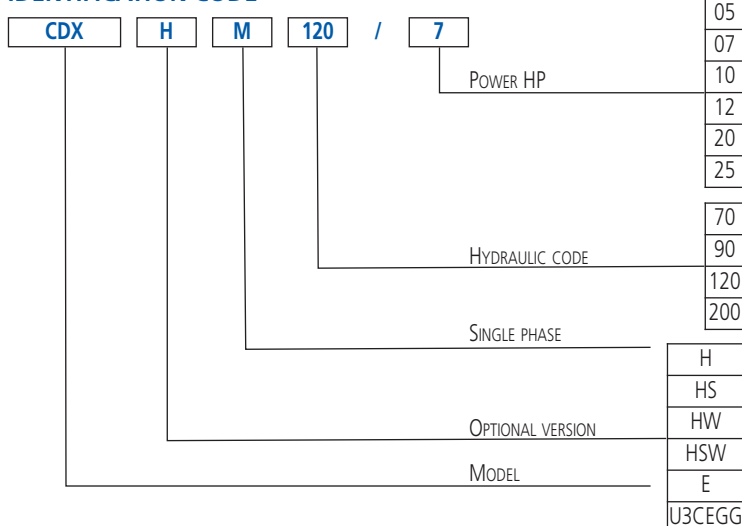 CDX H M 120 / 7
05
07
POWER HP 10
12
20
25
70
HYDRAULIC CODE 90
120
200
SINGLE PHASE
H
HS
OPTIONAL VERSION HW
HSW
MODEL E
U3CEGG